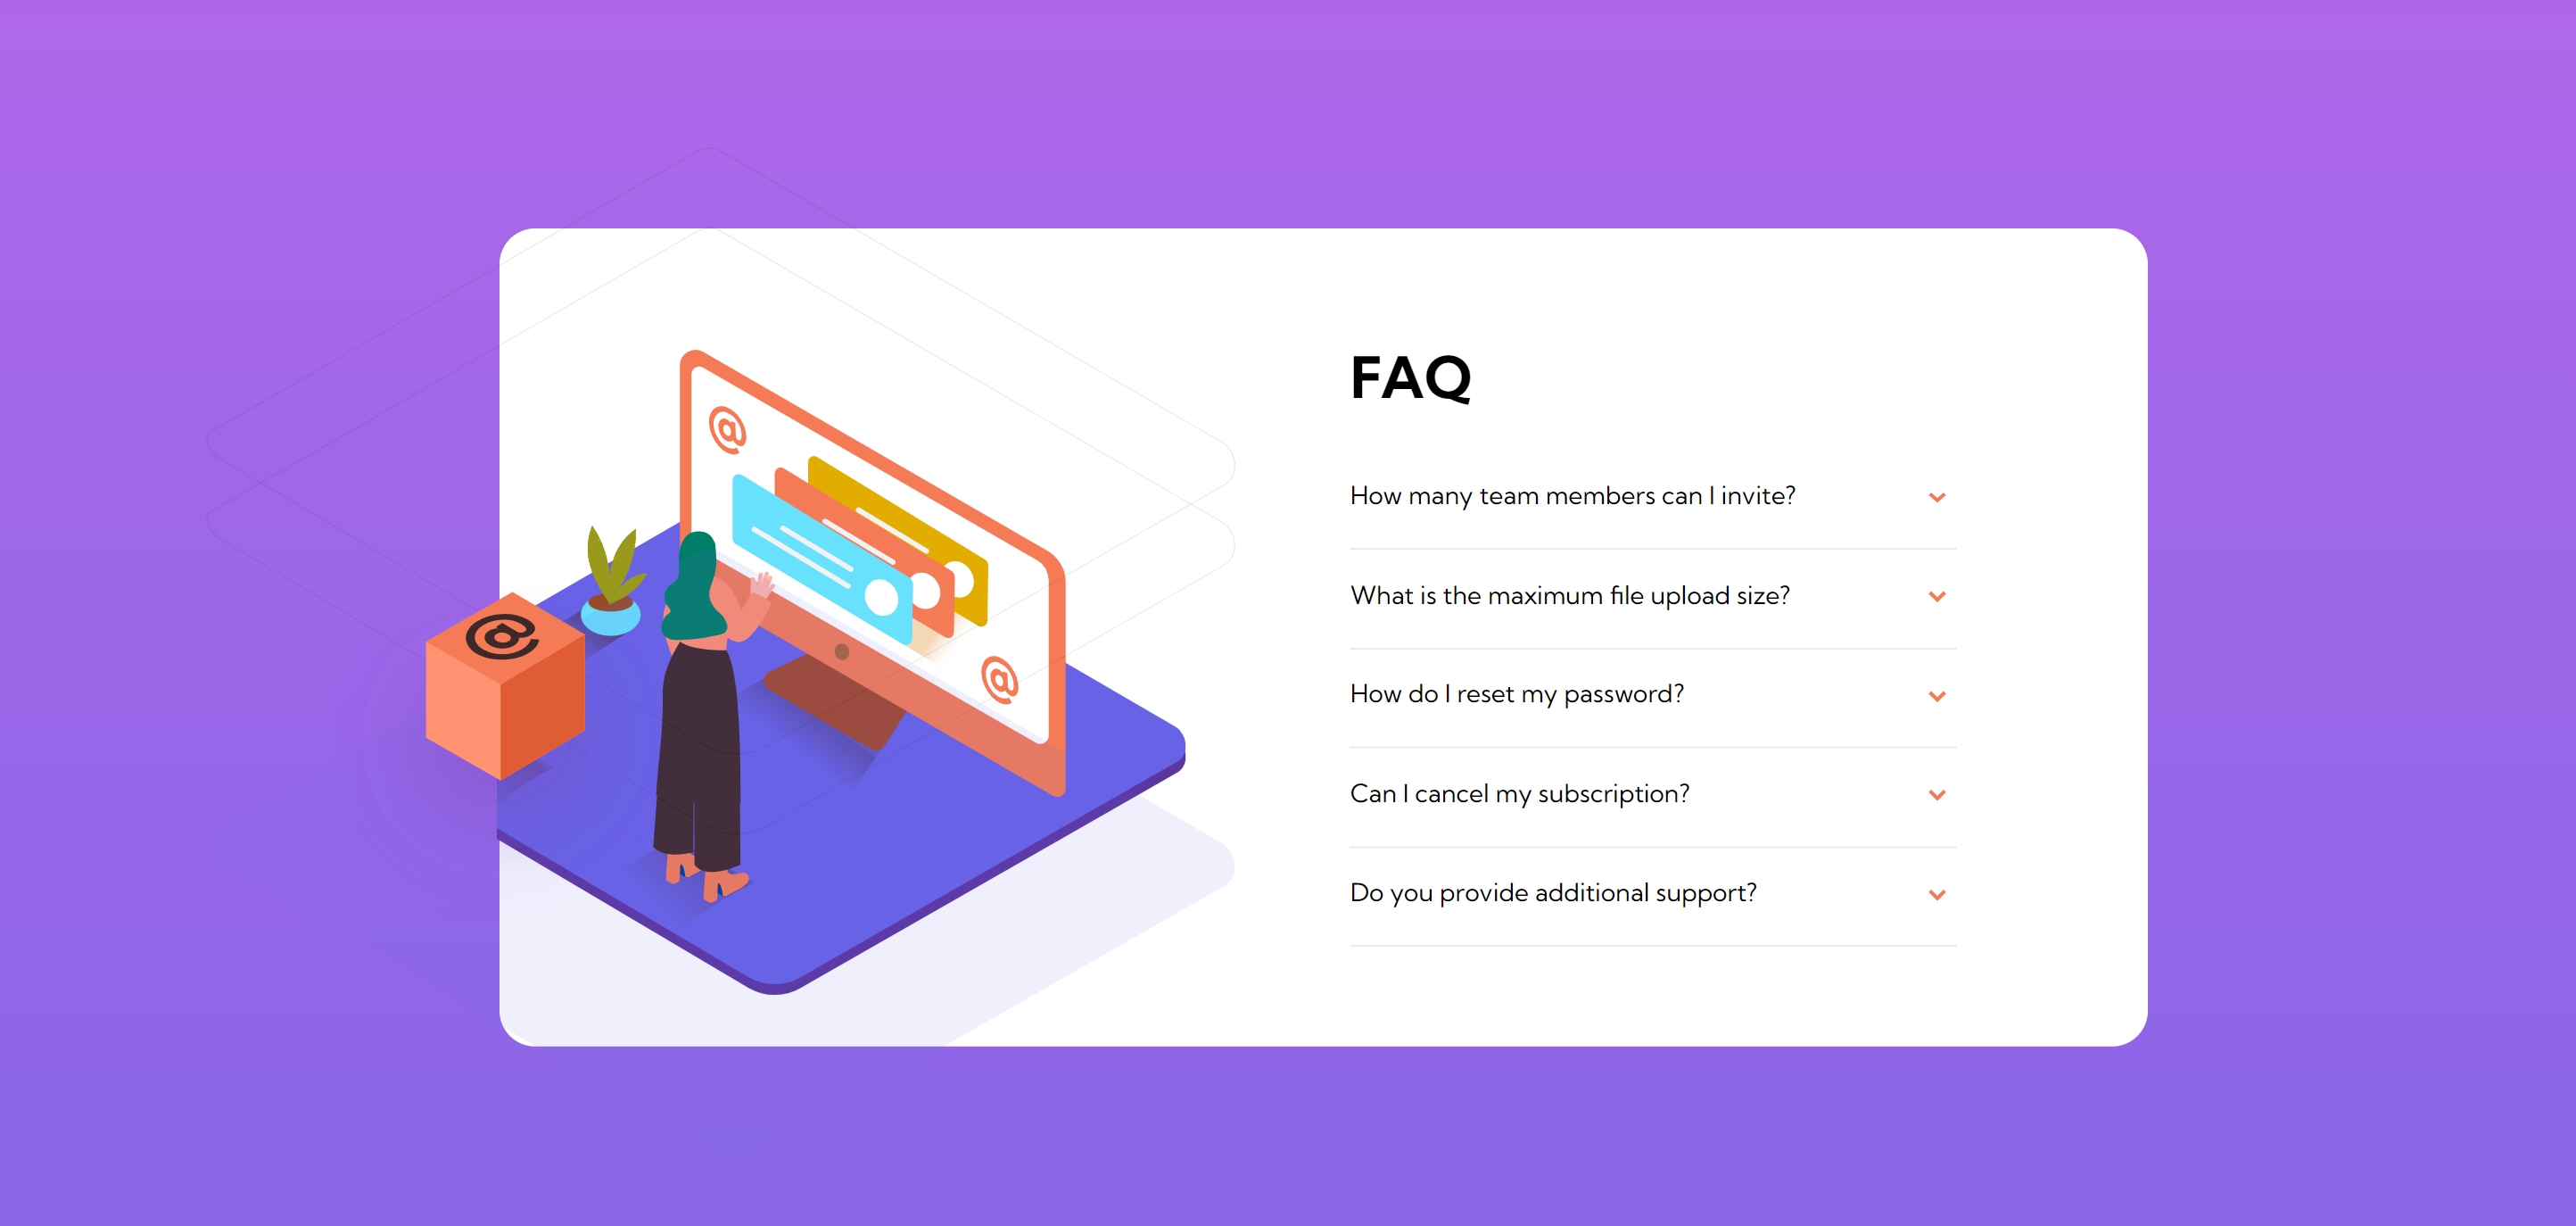 FAQ
@
How many team members can I invite?
What is the maximum file upload size?
@
@
How do I reset my password?
Can I cancel my subscription?
Do you provide additional support?